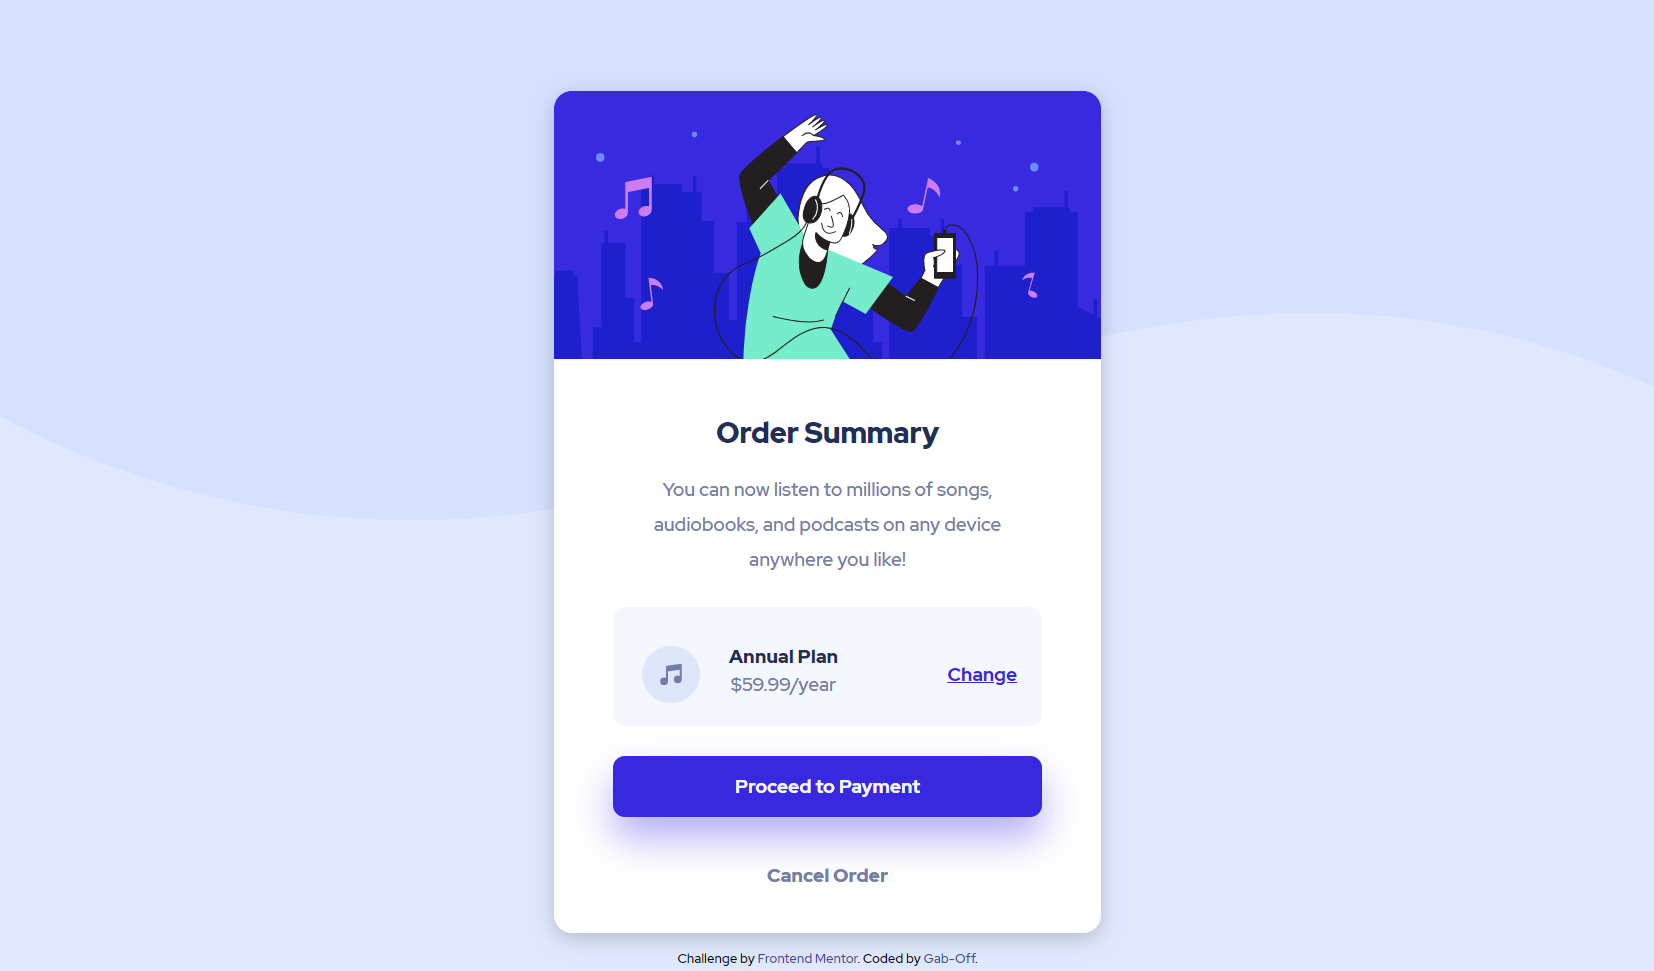 Order Summary
You can now listen to millions of songs,
audiobooks, and podcasts on any device
anywhere you like!
Annual Plan
$59.99/year
Change
Proceed to Payment
Cancel Order
Challenge by Frontend Mentor. Coded by Gab-Off.